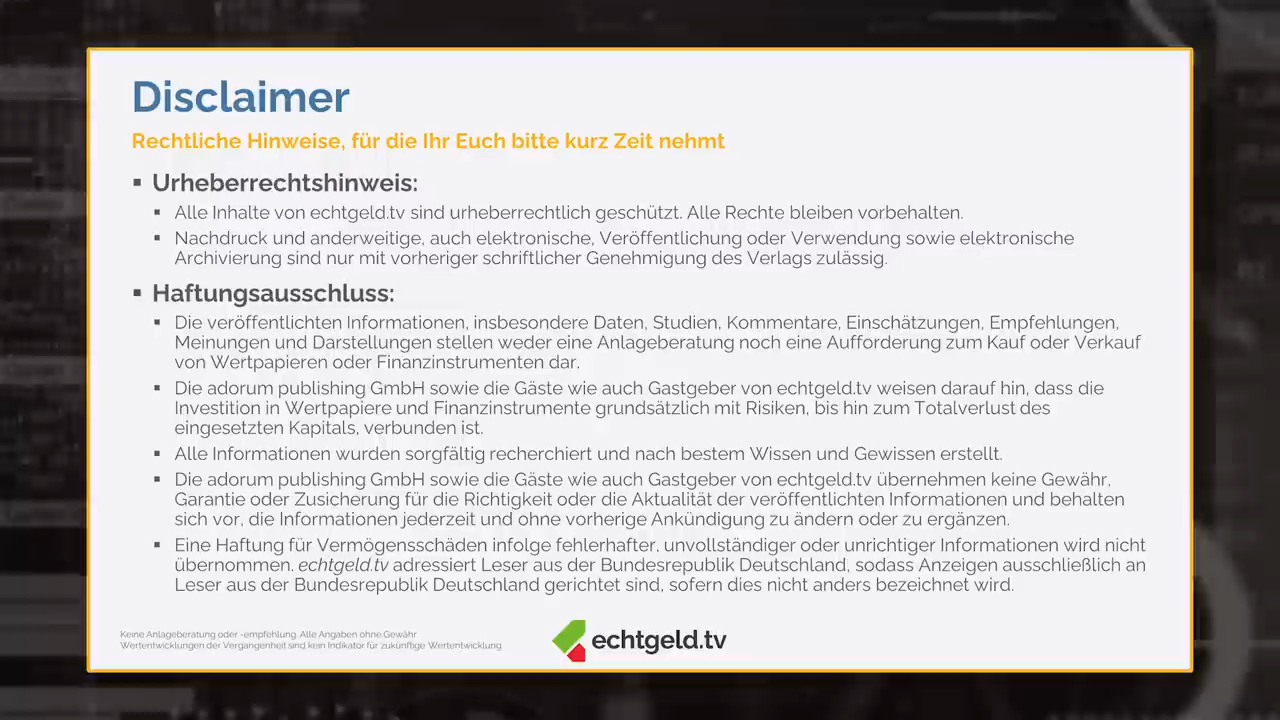 Disclaimer
Rechtliche Hinweise, für die Ihr Euch bitte kurz Zeit nehmt
▪ Urheberrechtshinweis:
▪ Alle Inhalte von echtgeld.tv sind urheberrechtlich geschützt. Alle Rechte bleiben vorbehalten.
▪ Nachdruck und anderweitige, auch elektronische, Veröffentlichung oder Verwendung sowie elektronische
Archivierung sind nur mit vorheriger schriftlicher Genehmigung des Verlags zulässig.
▪ Haftungsausschluss:
▪ Die veröffentlichten Informationen, insbesondere Daten, Studien, Kommentare, Einschätzungen, Empfehlungen,
Meinungen und Darstellungen stellen weder eine Anlageberatung noch eine Aufforderung zum Kauf oder Verkauf
von Wertpapieren oder Finanzinstrumenten dar.
▪ Die adorum publishing GmbH sowie die Gäste wie auch Gastgeber von echtgeld.tv weisen darauf hin, dass die
Investition in Wertpapiere und Finanzinstrumente grundsätzlich mit Risiken, bis hin zum Totalverlust des
eingesetzten Kapitals, verbunden ist.
▪ Alle Informationen wurden sorgfältig recherchiert und nach bestem Wissen und Gewissen erstellt.
▪ Die adorum publishing GmbH sowie die Gäste wie auch Gastgeber von echtgeld.tv übernehmen keine Gewähr,
Garantie oder Zusicherung für die Richtigkeit oder die Aktualität der veröffentlichten Informationen und behalten
sich vor, die Informationen jederzeit und ohne vorherige Ankündigung zu ändern oder zu ergänzen.
▪ Eine Haftung für Vermögensschäden infolge fehlerhafter, unvollständiger oder unrichtiger Informationen wird nicht
übernommen. echtgeld.tv adressiert Leser aus der Bundesrepublik Deutschland, sodass Anzeigen ausschließlich an
Leser aus der Bundesrepublik Deutschland gerichtet sind, sofern dies nicht anders bezeichnet wird.
Keine Anlageberatung oder -empfehlung. Alle Angaben ohne Gewähr
Wertentwicklungen der Vergangenheit sind kein Indikator für zukünftige Wertentwicklung
echtgeld.tv